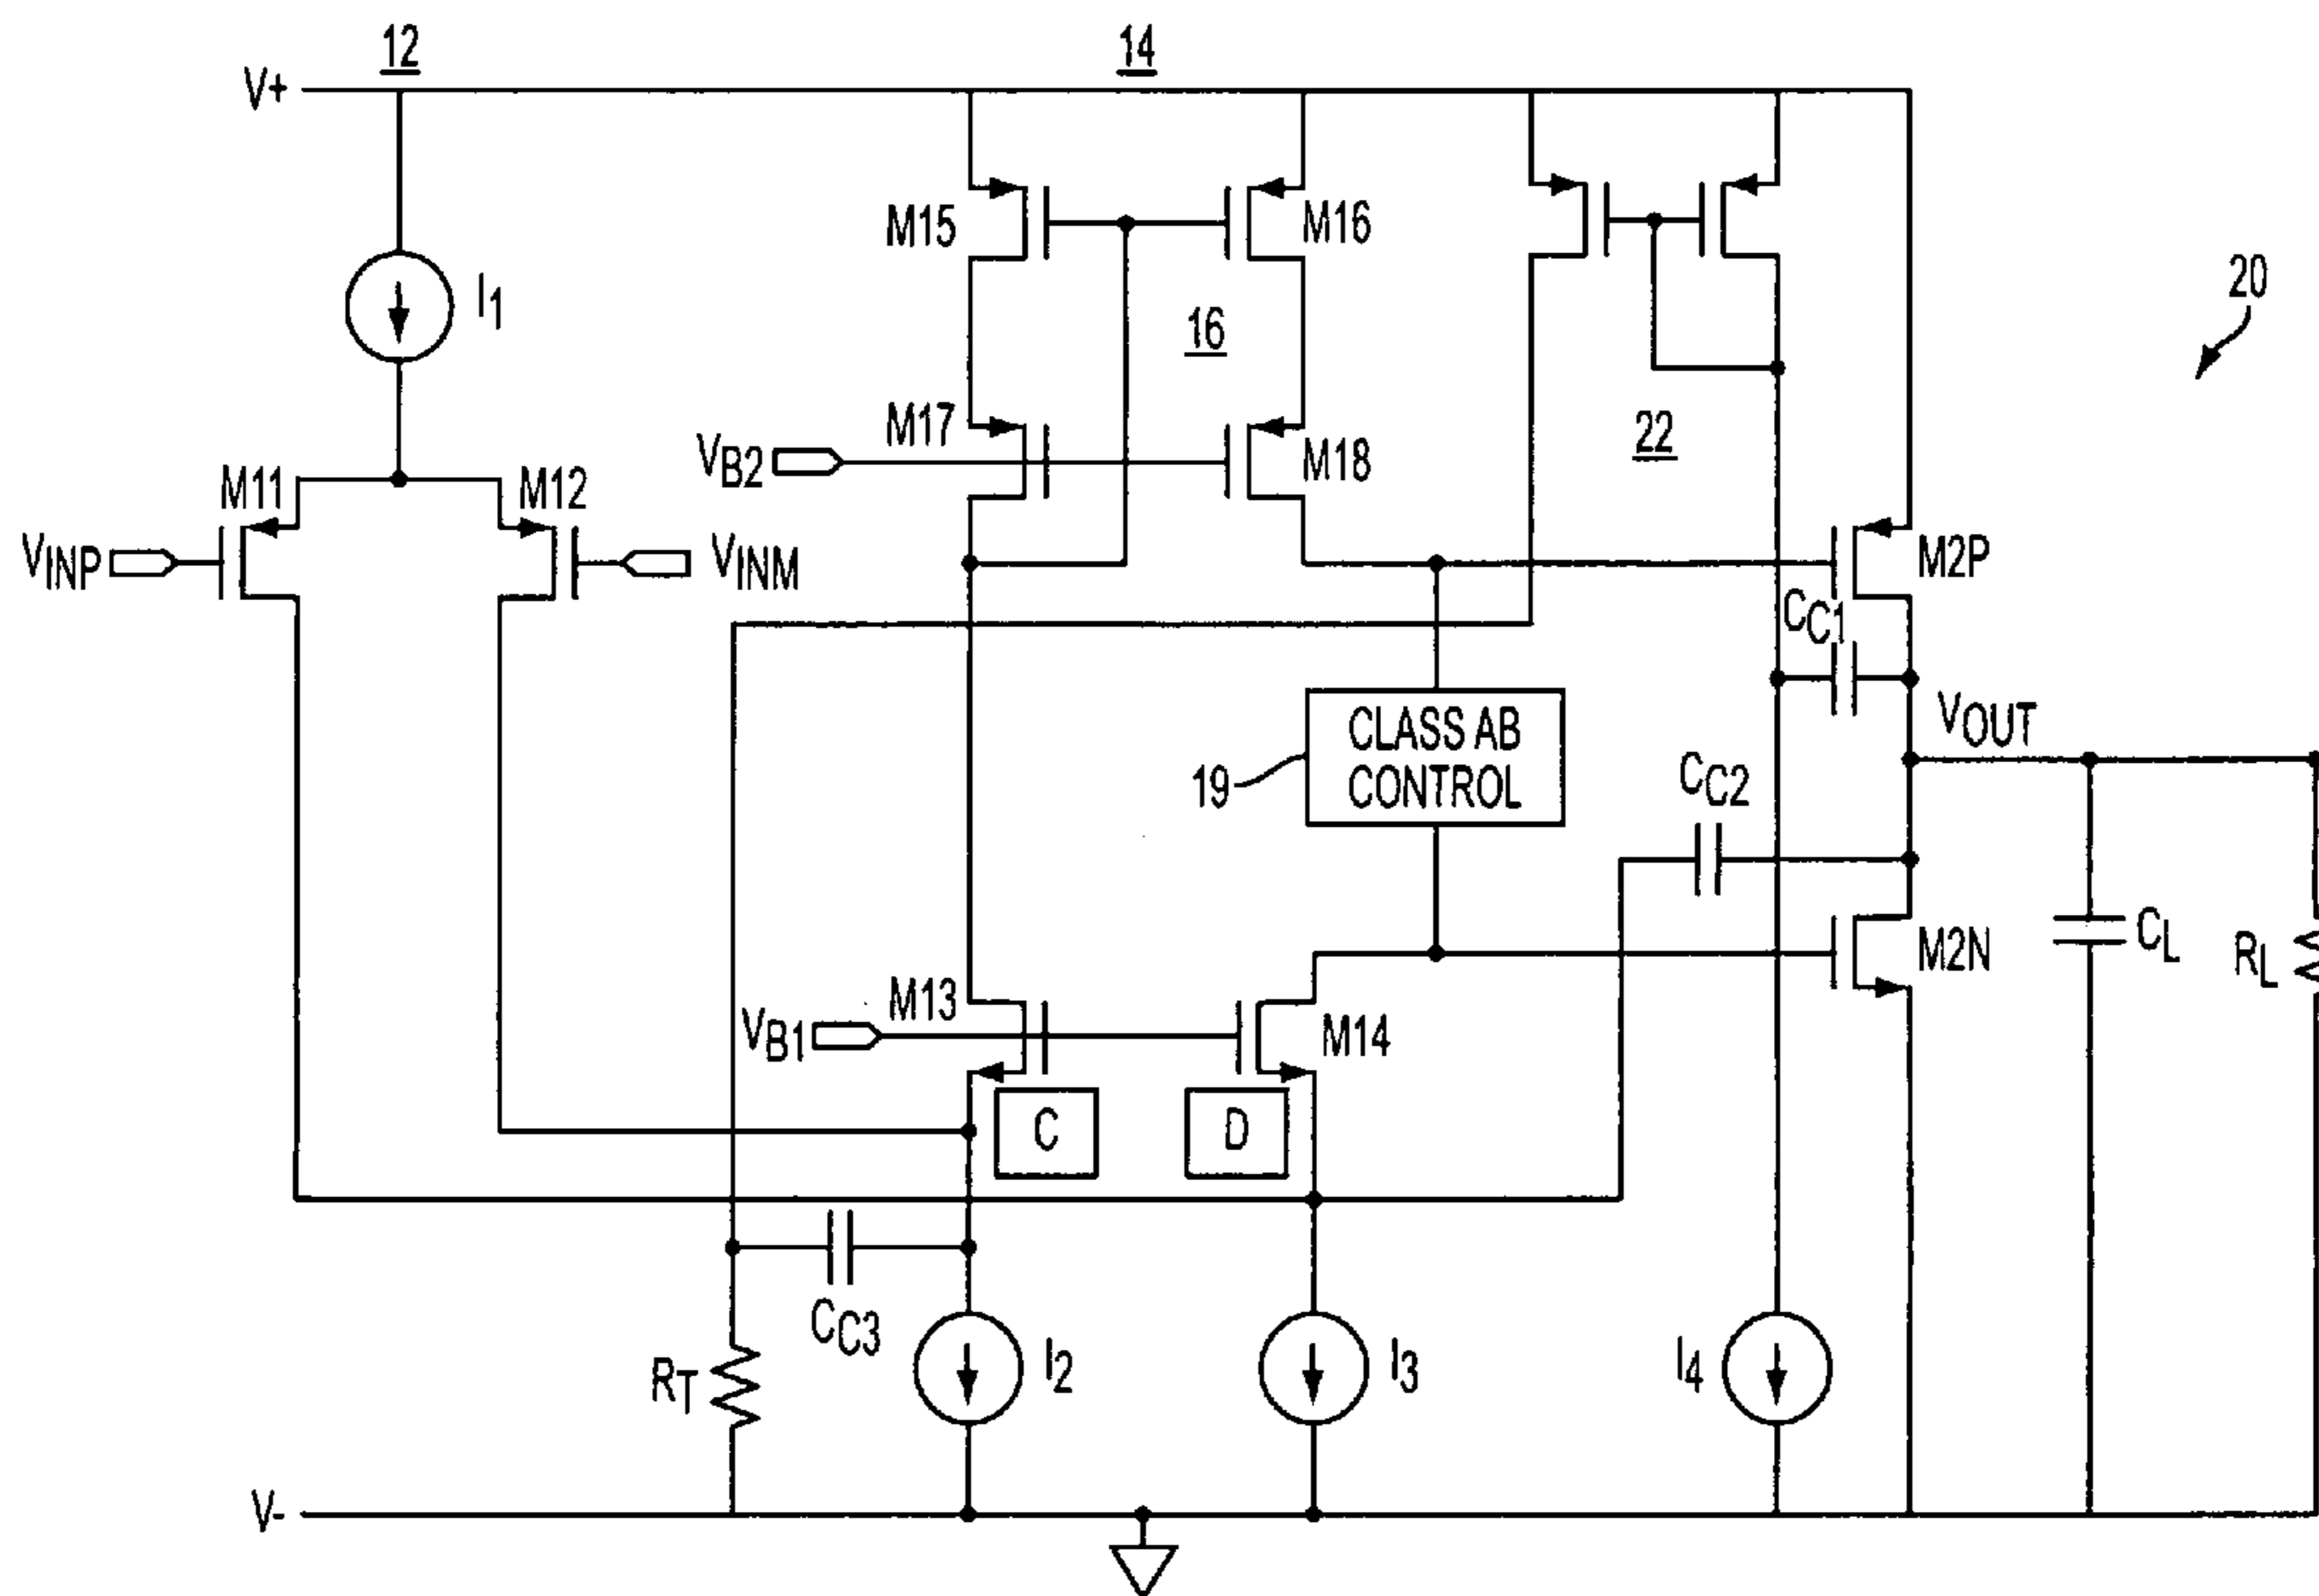 12
14
V+
I1
M15
M16
16
20
M17
VB2
M18
22
M11
M12
VINP
VINM
M2P
CC1
VOUT
CLASS AB
CONTROL
19
CC2
M13
VB1
M14
M2N
CL
RL
C
D
CC3
RT
I2
I3
I4
V-